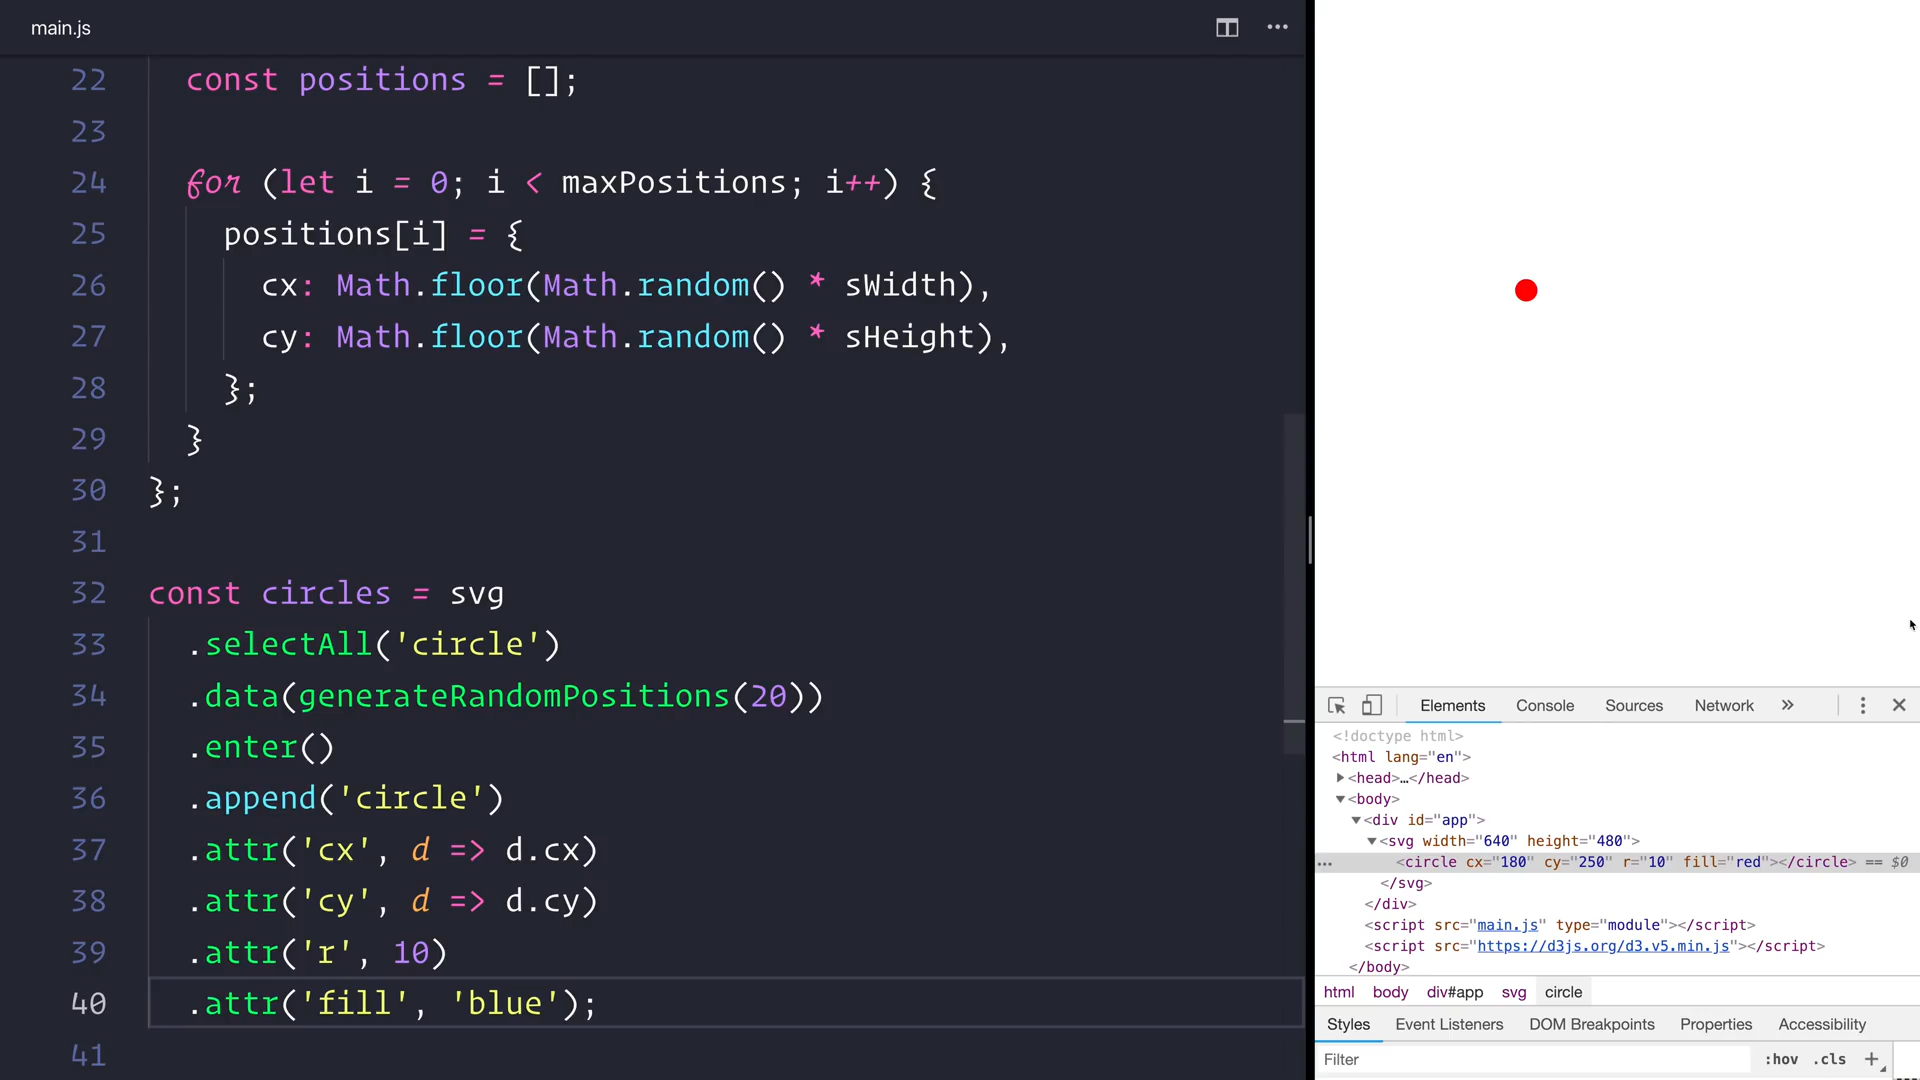 main.js
22 const positions = [];
23
24 for (let i = 0; i < maxPositions; i++) {
25 positions[i] = {
26 cx: Math.floor(Math.random() * sWidth),
27 cy: Math.floor(Math.random() * sHeight),
28 };
29 }
30 };
31
32 const circles = svg
33 .selectAll('circle')
34 .data(generateRandomPositions(20))
35 .enter()
36 .append('circle')
37 .attr('cx', d => d.cx)
38 .attr('cy', d => d.cy)
39 .attr('r', 10)
40 .attr('fill', 'blue');
41
Elements Console Sources Network »
<!doctype html>
<html lang="en">
<head>…</head>
<body>
<div id="app">
<svg width="640" height="480">
<circle cx="180" cy="250" r="10" fill="red"></circle> == $0
</svg>
</div>
<script src="main.js" type="module"></script>
<script src="https://d3js.org/d3.v5.min.js"></script>
</body>
html body div#app svg circle
Styles Event Listeners DOM Breakpoints Properties Accessibility
Filter :hov .cls +